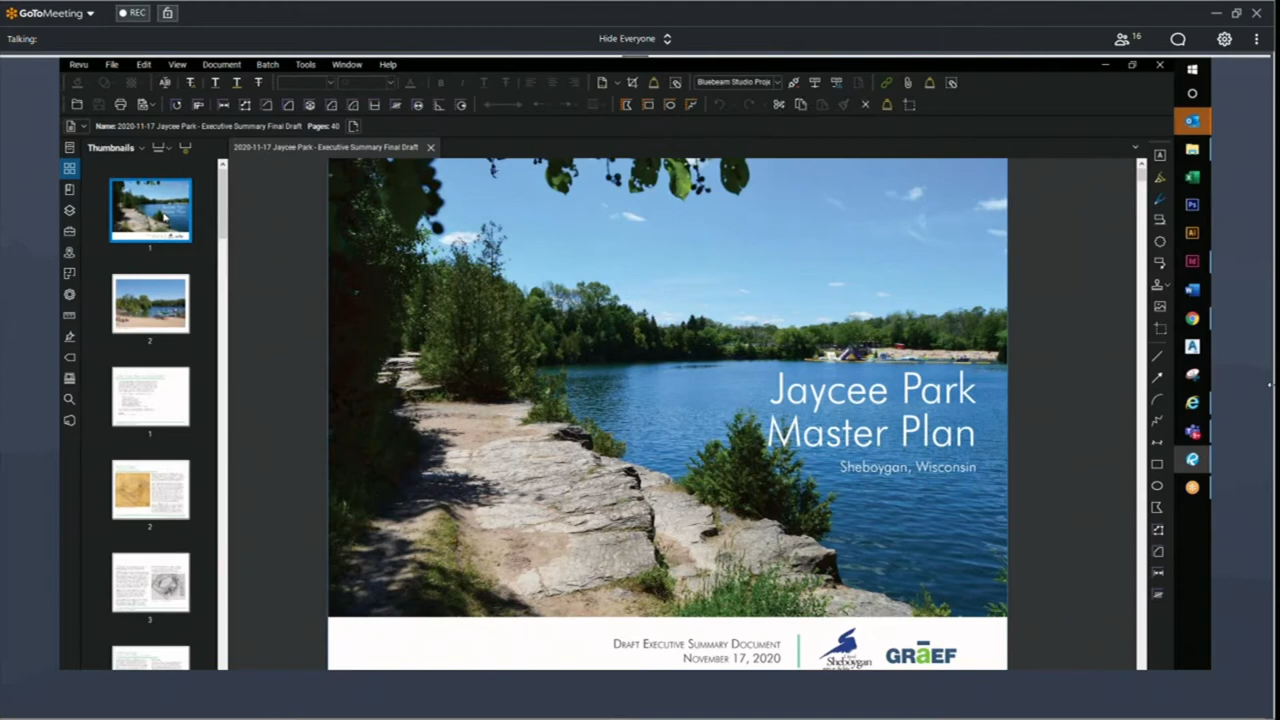 GoToMeeting
REC
Talking:
Hide Everyone
16
Revu File Edit View Document Batch Tools Window Help
Bluebeam Studio Proje
Name: 2020-11-17 Jaycee Park - Executive Summary Final Draft Pages: 40
Thumbnails
2020-11-17 Jaycee Park - Executive Summary Final Draft
1
2
1
2
3
Jaycee Park
Master Plan
Sheboygan, Wisconsin
Draft Executive Summary Document
November 17, 2020
Sheboygan
GRAEF